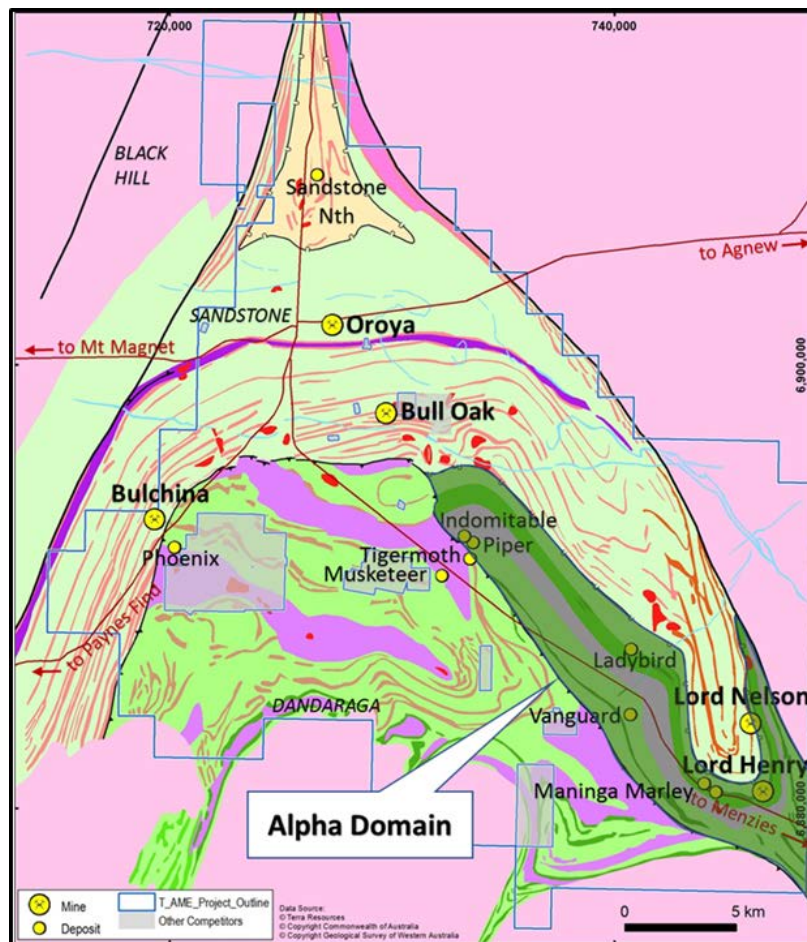 720,000
740,000
BLACK
HILL
Sandstone
Nth
to Agnew
SANDSTONE
Oroya
to Mt Magnet
6,900,000
Bull Oak
Bulchina
Indomitable
Phoenix
Tigermoth
Piper
Musketeer
to Paynes Find
Ladybird
DANDARAGA
Lord Nelson
Vanguard
Lord Henry
Maninga Marley
to Menzies
6,880,000
Alpha Domain
Mine
Deposit
T_AME_Project_Outline
Other Competitors
Data Source:
© Terra Resources
© Copyright Commonwealth of Australia
© Copyright Geological Survey of Western Australia
0
5 km